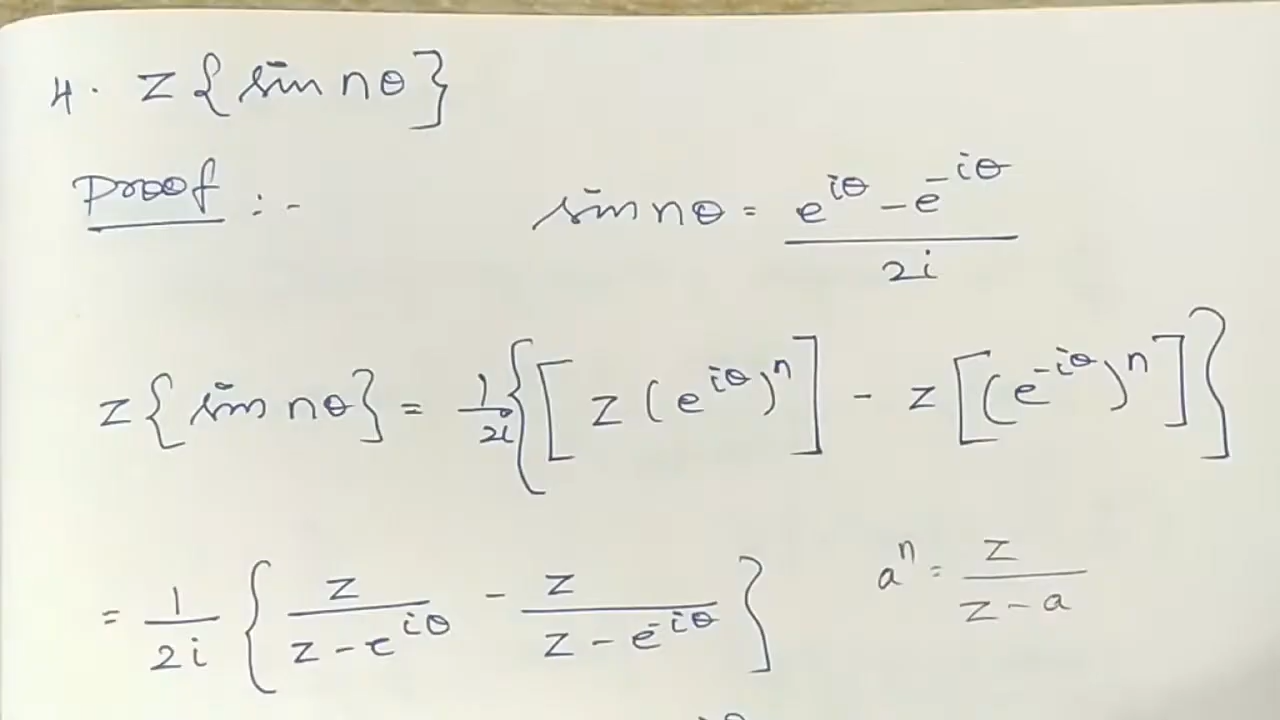 4. Z{sin nθ}
Proof :-
sin nθ = (e^{iθ} - e^{-iθ}) / 2i
Z{sin nθ} = 1/2i {[Z(e^{iθ})^n] - Z[(e^{-iθ})^n]}
= 1/2i {z/(z - e^{iθ}) - z/(z - e^{-iθ})}
a^n = z/(z - a)